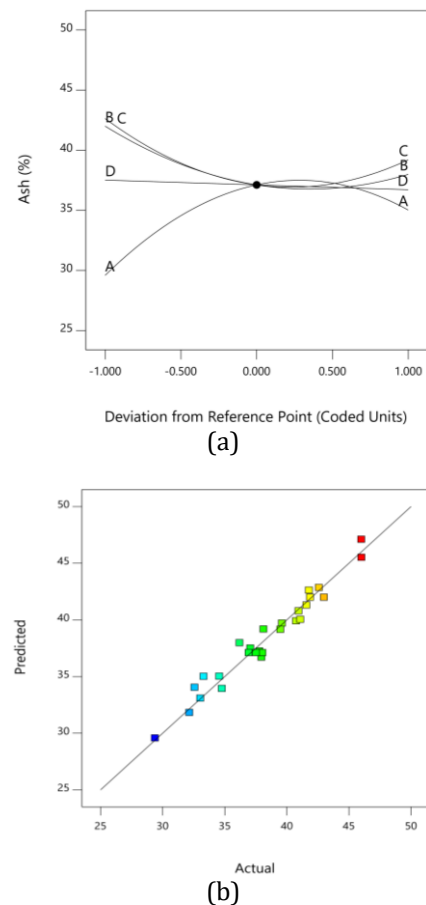 50
45
40
35
30
25
Ash (%)
B C
D
A
C
B
D
A
-1.000 -0.500 0.000 0.500 1.000
Deviation from Reference Point (Coded Units)
(a)
50
45
40
35
30
25
Predicted
25 30 35 40 45 50
Actual
(b)